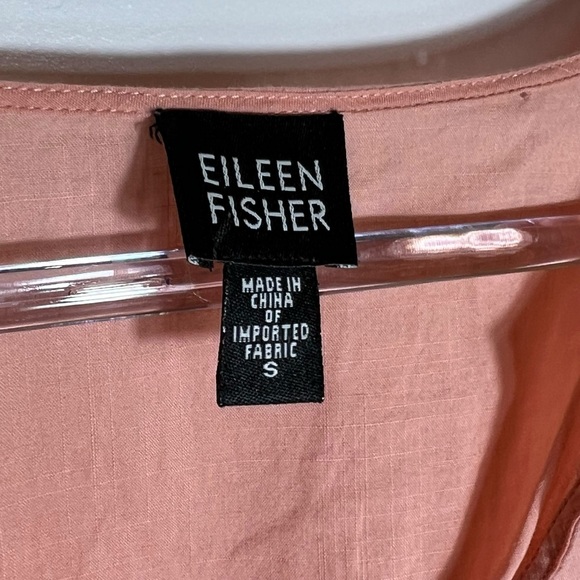 EILEEN
FISHER
MADE IN
CHINA
OF
IMPORTED
FABRIC
S